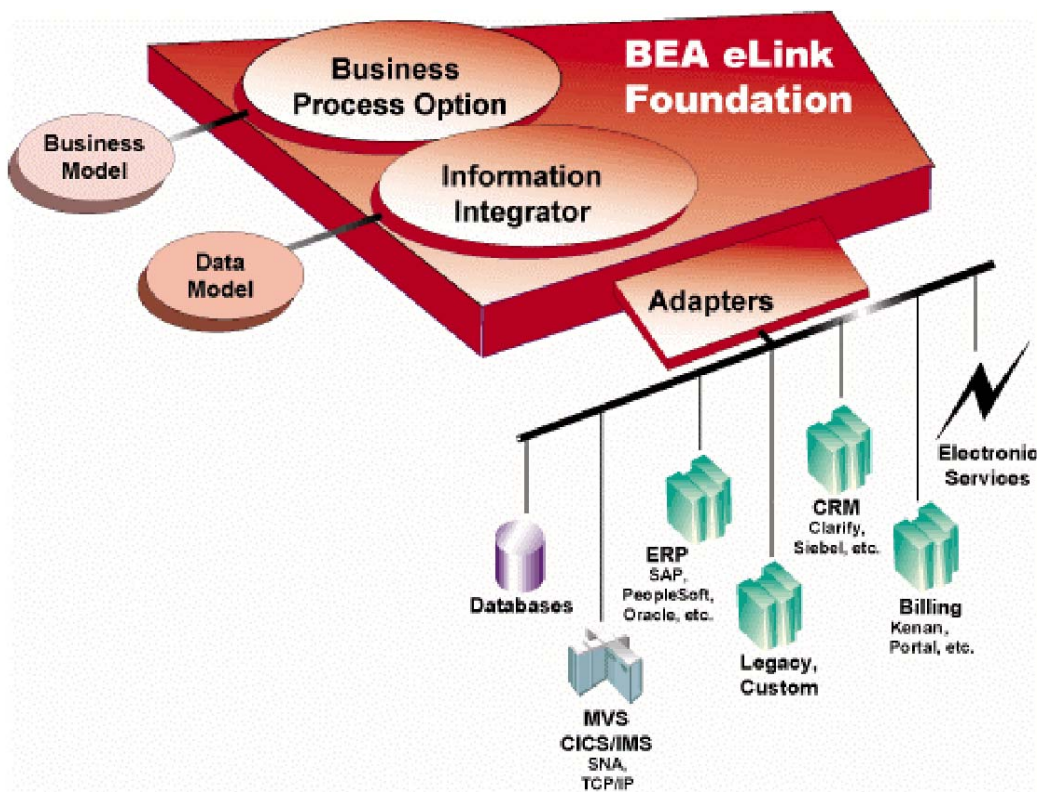 BEA eLink
Foundation
Business
Process Option
Business
Model
Information
Integrator
Data
Model
Adapters
Electronic
Services
CRM
Clarify,
Siebel, etc.
ERP
SAP,
PeopleSoft,
Oracle, etc.
Databases
Billing
Kenan,
Portal, etc.
Legacy,
Custom
MVS
CICS/IMS
SNA,
TCP/IP